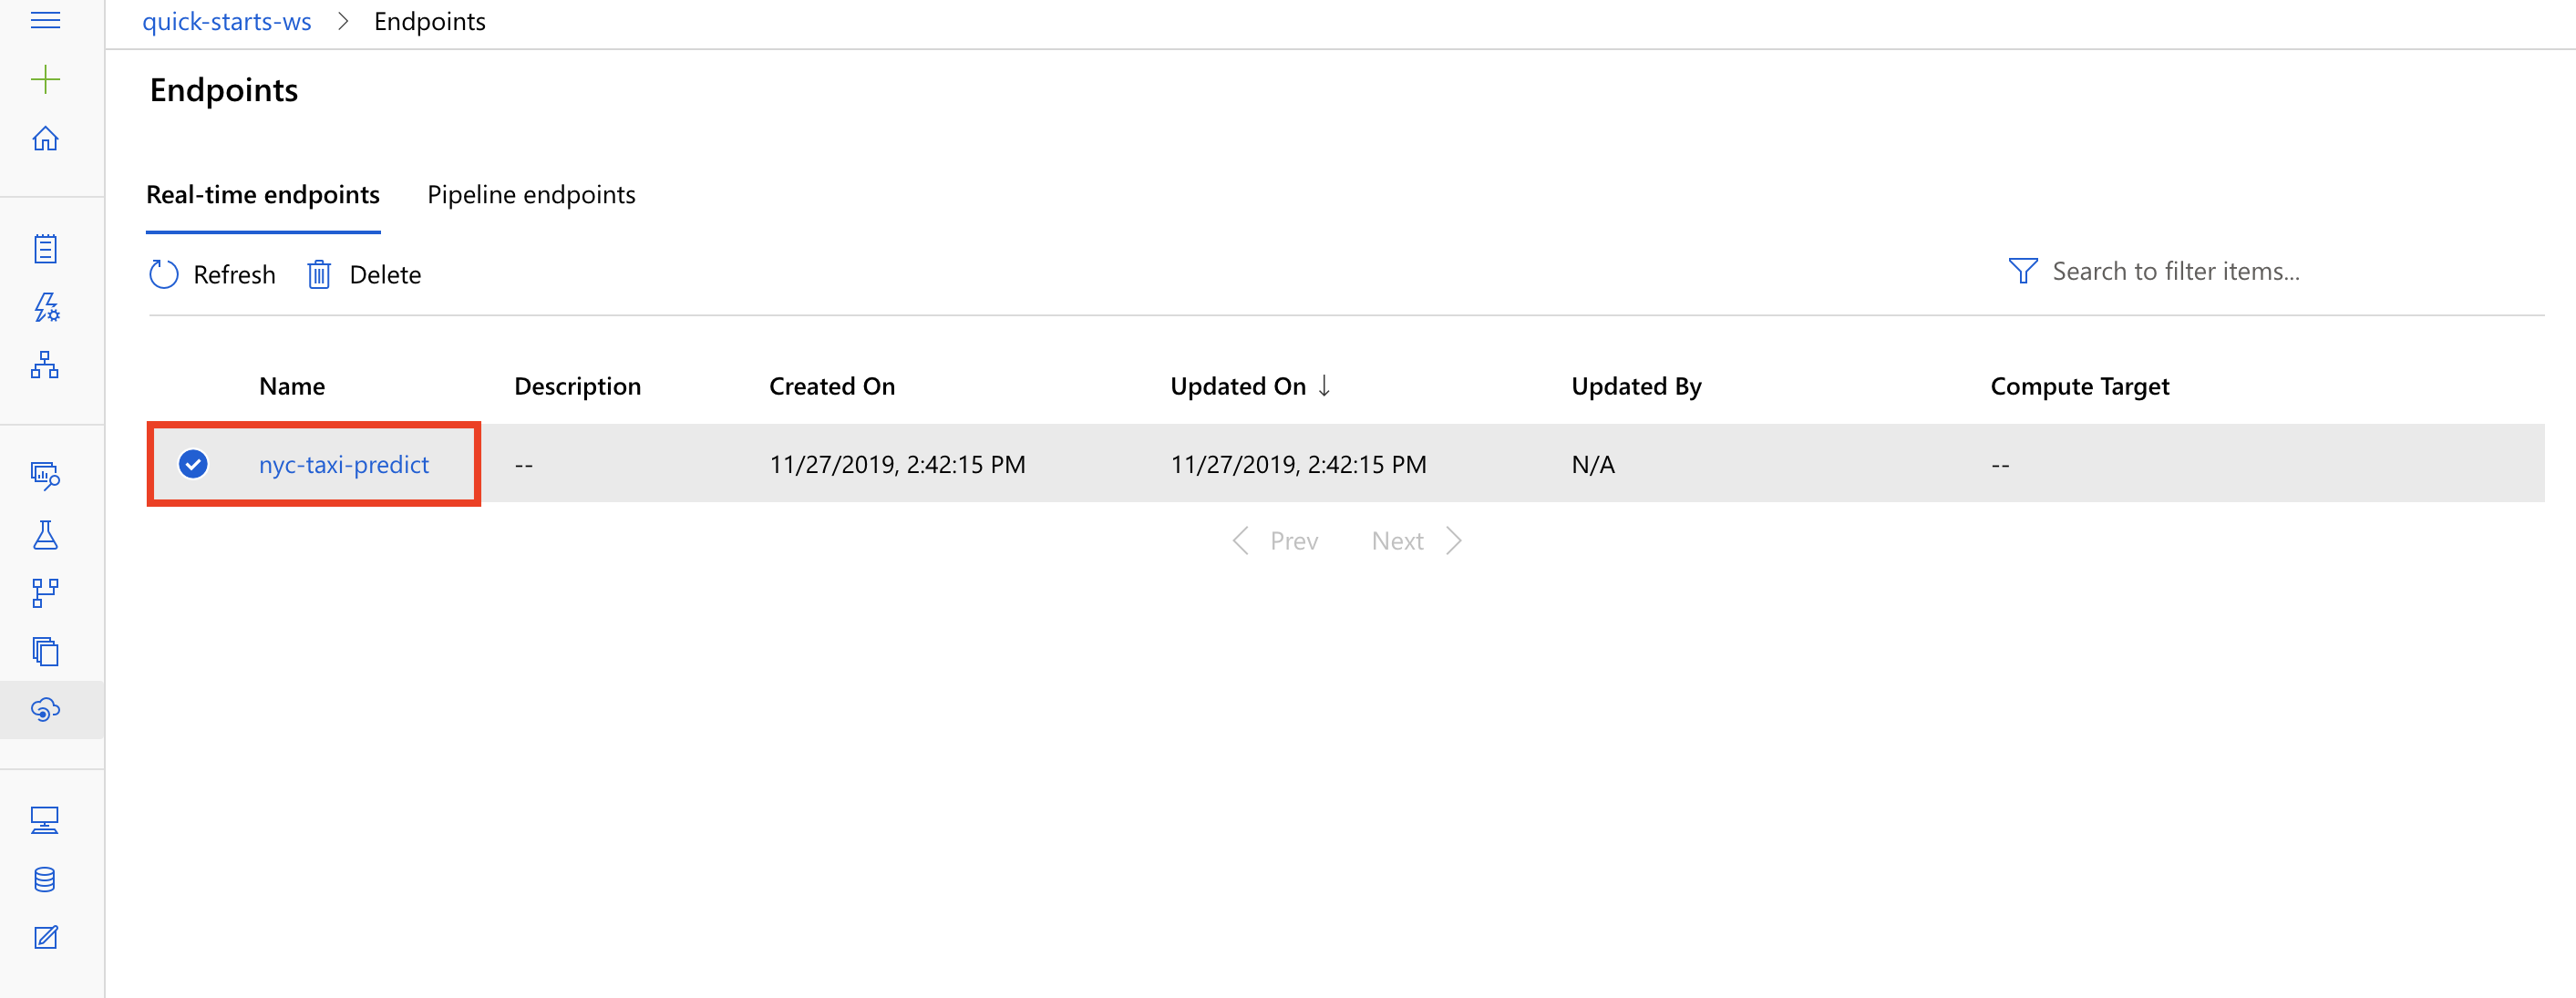 quick-starts-ws > Endpoints
Endpoints
Real-time endpoints Pipeline endpoints
Refresh Delete Search to filter items...
Name Description Created On Updated On ↓ Updated By Compute Target
nyc-taxi-predict -- 11/27/2019, 2:42:15 PM 11/27/2019, 2:42:15 PM N/A --
< Prev Next >